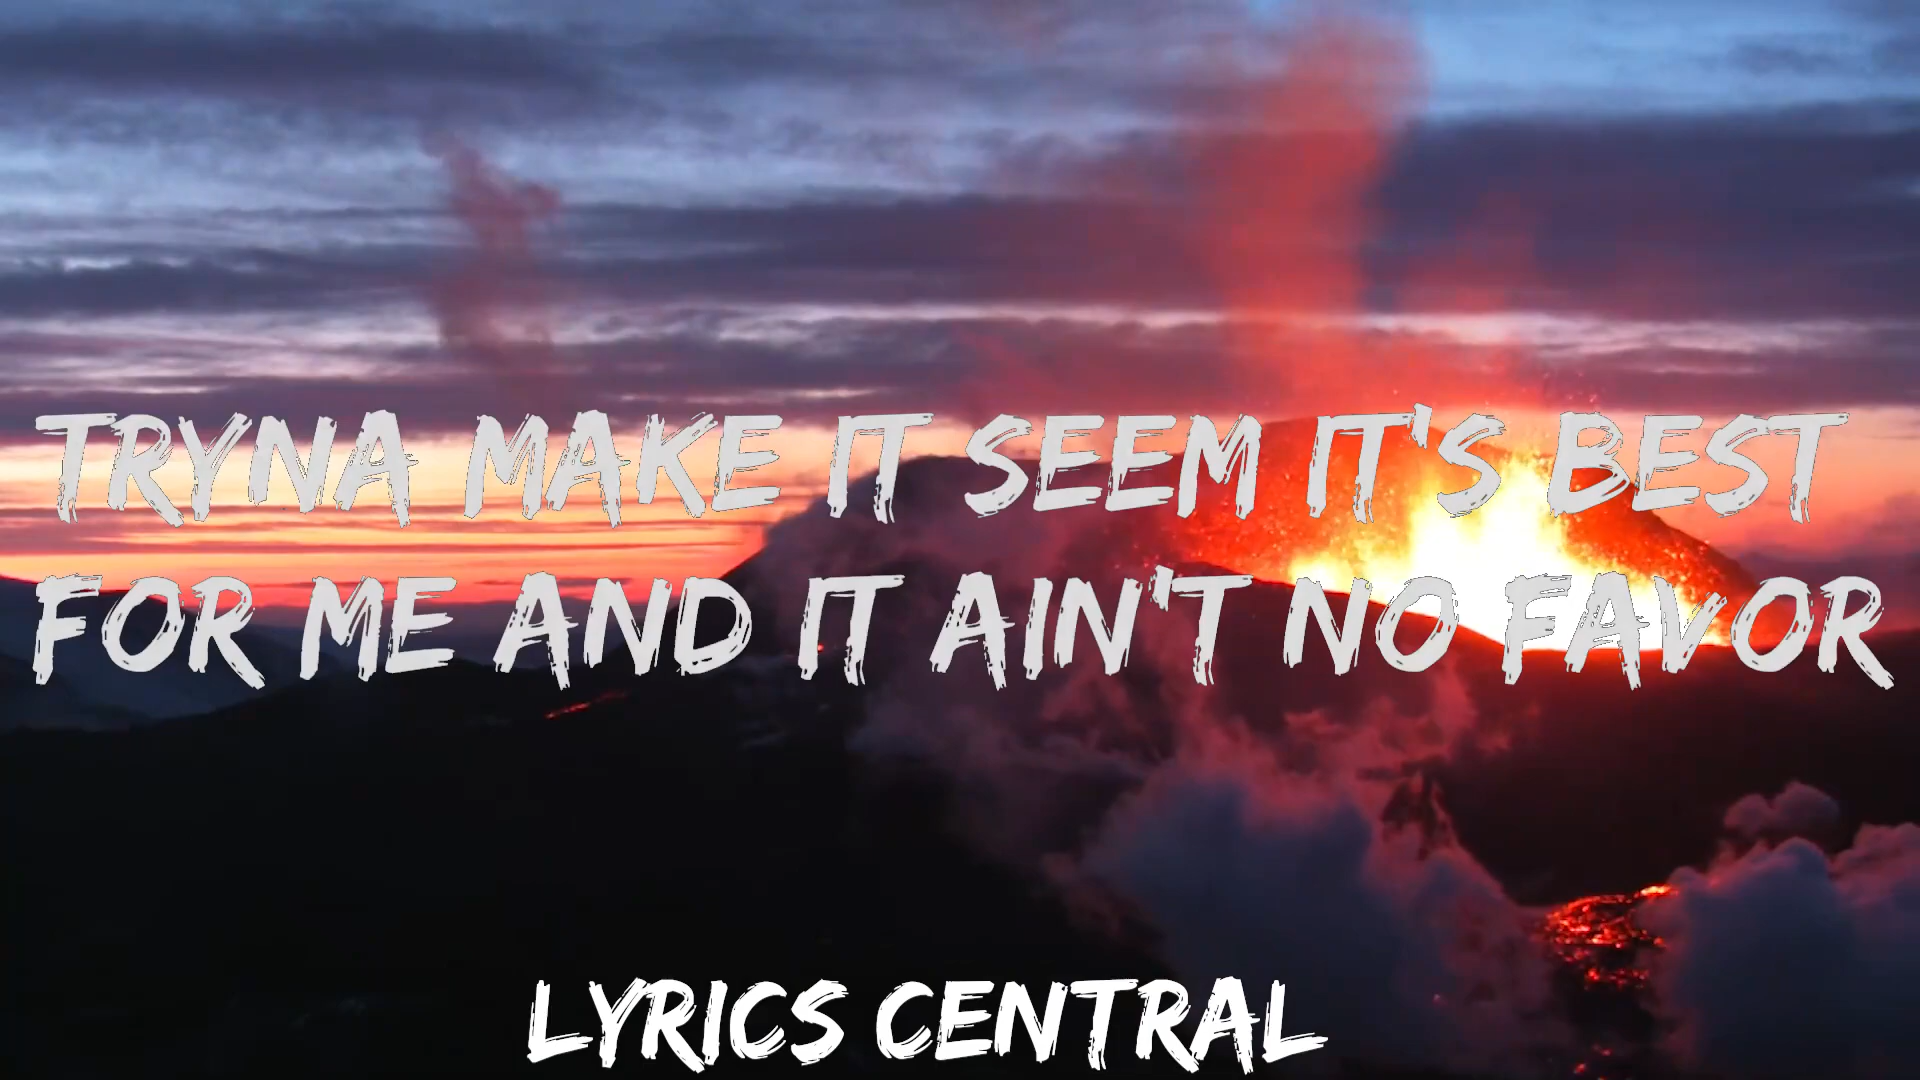 TRYNA MAKE IT SEEM IT'S BEST
FOR ME AND IT AIN'T NO FAVOR
LYRICS CENTRAL